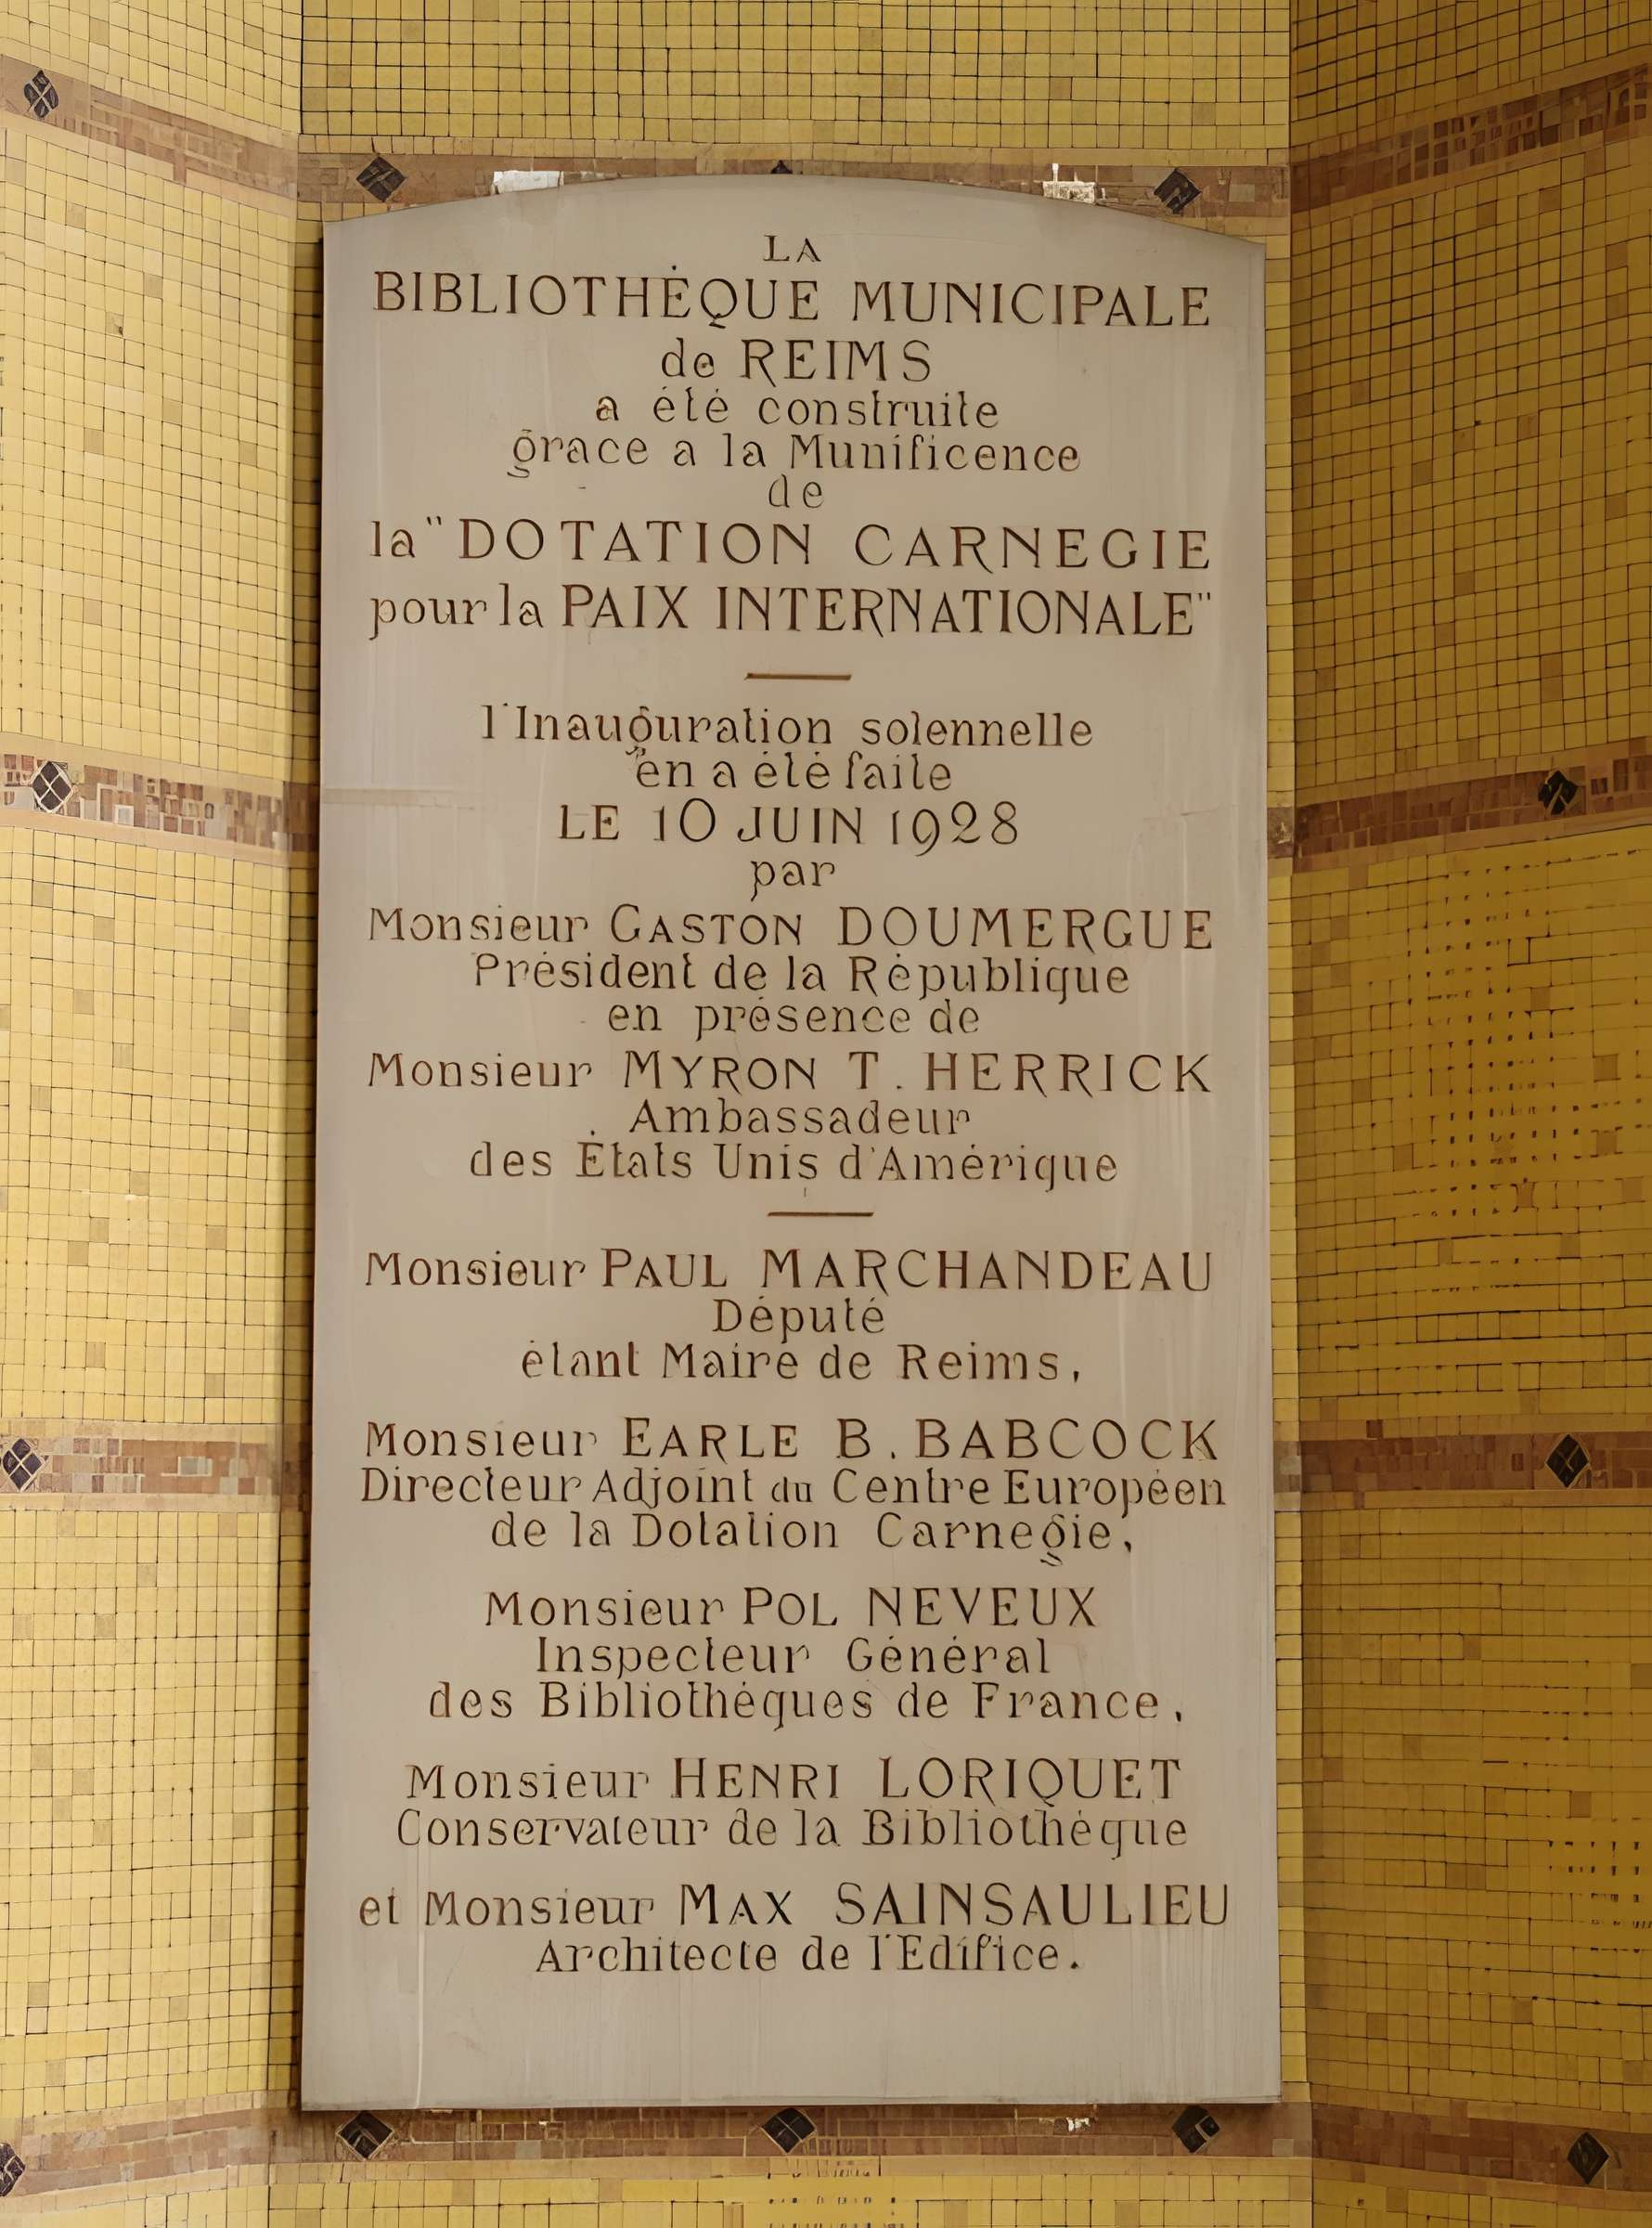 LA
BIBLIOTHÈQUE MUNICIPALE
de REIMS
a été construite
grace a la Munificence
de
la "DOTATION CARNEGIE
pour la PAIX INTERNATIONALE"
l'Inauguration solennelle
en a été faite
LE 10 JUIN 1928
par
Monsieur GASTON DOUMERGUE
Président de la République
en présence de
Monsieur MYRON T. HERRICK
Ambassadeur
des États Unis d'Amérique
Monsieur PAUL MARCHANDEAU
Député
étant Maire de Reims,
Monsieur EARLE B. BABCOCK
Directeur Adjoint du Centre Européen
de la Dotation Carnegie,
Monsieur POL NEVEUX
Inspecteur Général
des Bibliothèques de France,
Monsieur HENRI LORIQUET
Conservateur de la Bibliothèque
et Monsieur MAX SAINSAULIEU
Architecte de l'Edifice.